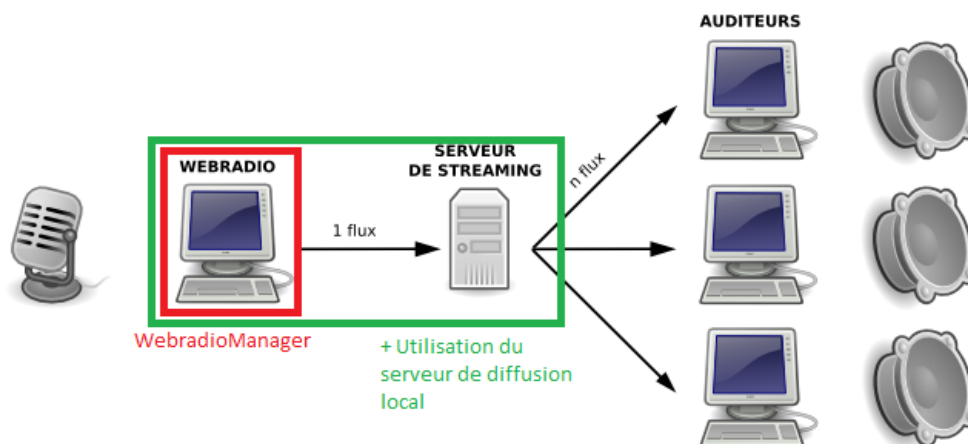 AUDITEURS
WEBRADIO
SERVEUR
DE STREAMING
1 flux
n flux
WebradioManager
+ Utilisation du
serveur de diffusion
local